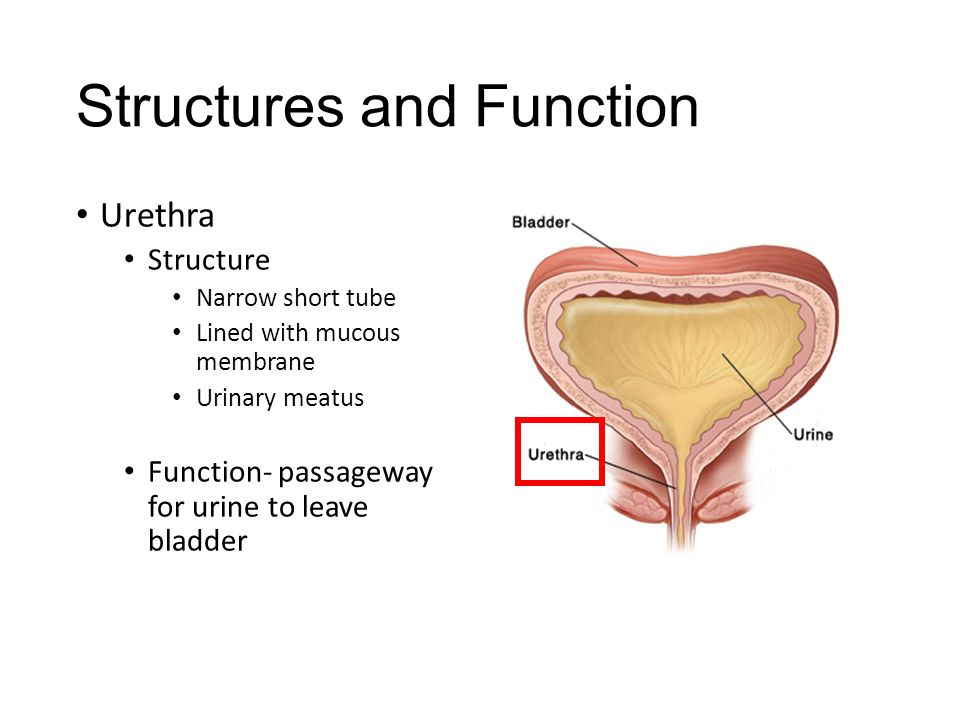 Structures and Function
• Urethra
• Structure
• Narrow short tube
• Lined with mucous
membrane
• Urinary meatus
• Function- passageway
for urine to leave
bladder
Bladder
Urine
Urethra